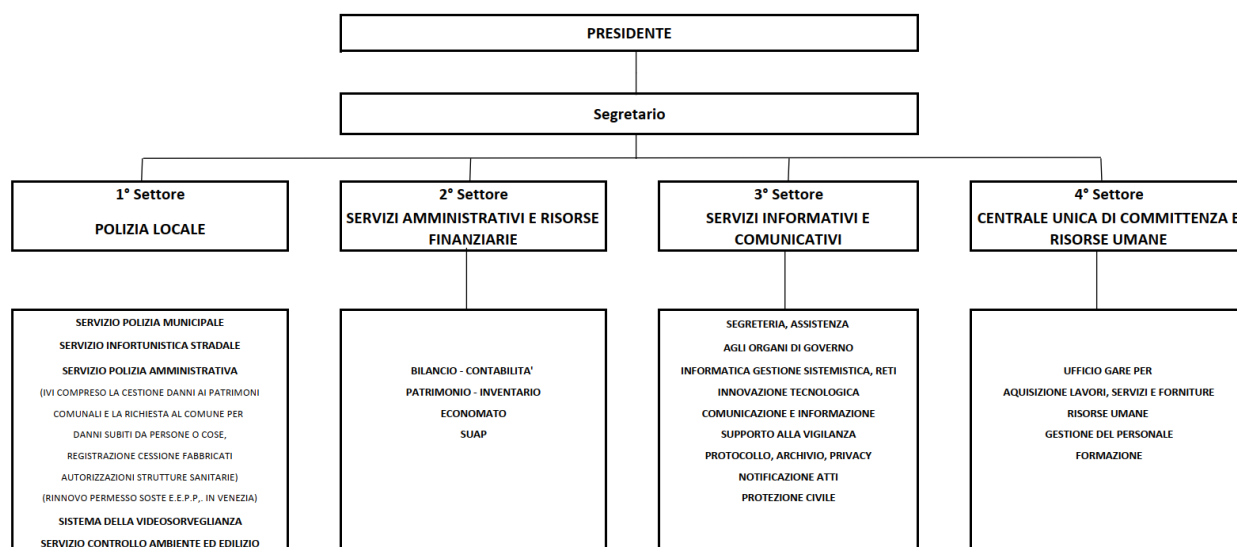 PRESIDENTE
Segretario
1° Settore
POLIZIA LOCALE
2° Settore
SERVIZI AMMINISTRATIVI E RISORSE
FINANZIARIE
3° Settore
SERVIZI INFORMATIVI E
COMUNICATIVI
4° Settore
CENTRALE UNICA DI COMMITTENZA E
RISORSE UMANE
SERVIZIO POLIZIA MUNICIPALE
SERVIZIO INFORTUNISTICA STRADALE
SERVIZIO POLIZIA AMMINISTRATIVA
(IVI COMPRESO LA CESTIONE DANNI AI PATRIMONI
COMUNALI E LA RICHIESTA AL COMUNE PER
DANNI SUBITI DA PERSONE O COSE,
REGISTRAZIONE CESSIONE FABBRICATI
AUTORIZZAZIONI STRUTTURE SANITARIE)
(RINNOVO PERMESSO SOSTE E.E.P.P,. IN VENEZIA)
SISTEMA DELLA VIDEOSORVEGLIANZA
SERVIZIO CONTROLLO AMBIENTE ED EDILIZIO
BILANCIO - CONTABILITA'
PATRIMONIO - INVENTARIO
ECONOMATO
SUAP
SEGRETERIA, ASSISTENZA
AGLI ORGANI DI GOVERNO
INFORMATICA GESTIONE SISTEMISTICA, RETI
INNOVAZIONE TECNOLOGICA
COMUNICAZIONE E INFORMAZIONE
SUPPORTO ALLA VIGILANZA
PROTOCOLLO, ARCHIVIO, PRIVACY
NOTIFICAZIONE ATTI
PROTEZIONE CIVILE
UFFICIO GARE PER
AQUISIZIONE LAVORI, SERVIZI E FORNITURE
RISORSE UMANE
GESTIONE DEL PERSONALE
FORMAZIONE